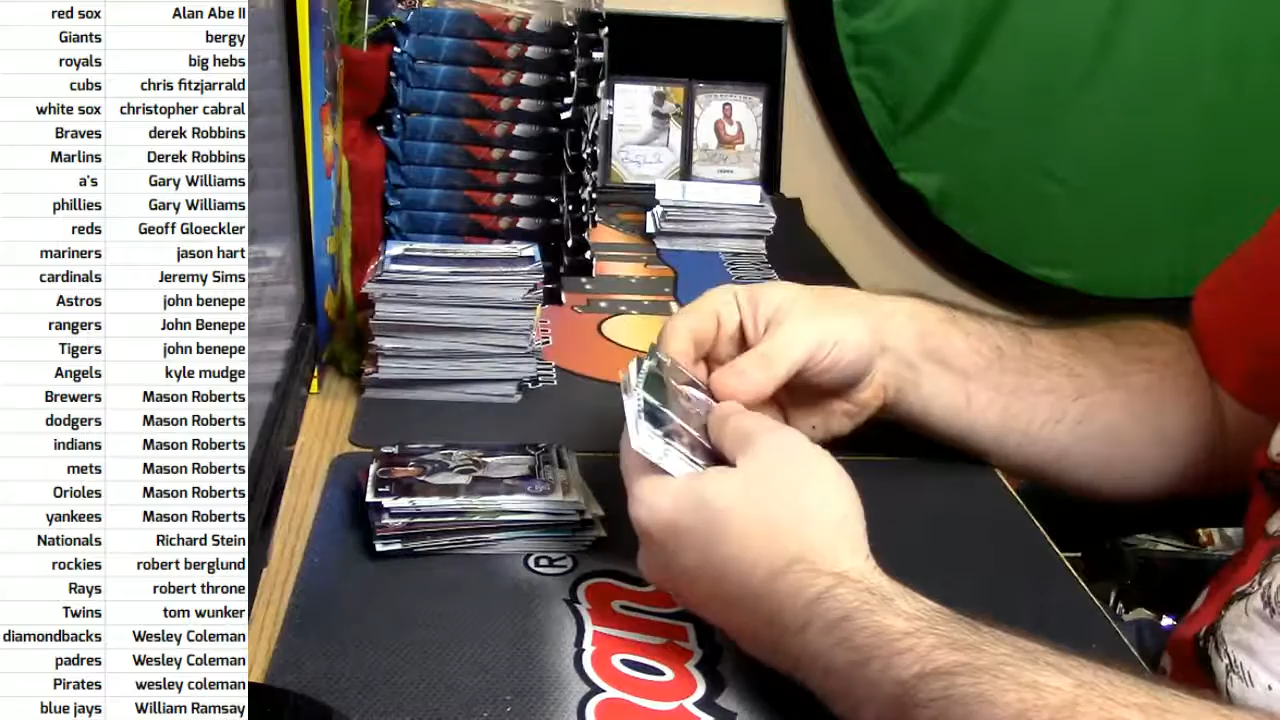 red sox Alan Abe II
Giants bergy
royals big hebs
cubs chris fitzjarrald
white sox christopher cabral
Braves derek Robbins
Marlins Derek Robbins
a's Gary Williams
phillies Gary Williams
reds Geoff Gloeckler
mariners jason hart
cardinals Jeremy Sims
Astros john benepe
rangers John Benepe
Tigers john benepe
Angels kyle mudge
Brewers Mason Roberts
dodgers Mason Roberts
indians Mason Roberts
mets Mason Roberts
Orioles Mason Roberts
yankees Mason Roberts
Nationals Richard Stein
rockies robert berglund
Rays robert throne
Twins tom wunker
diamondbacks Wesley Coleman
padres Wesley Coleman
Pirates wesley coleman
blue jays William Ramsay
®